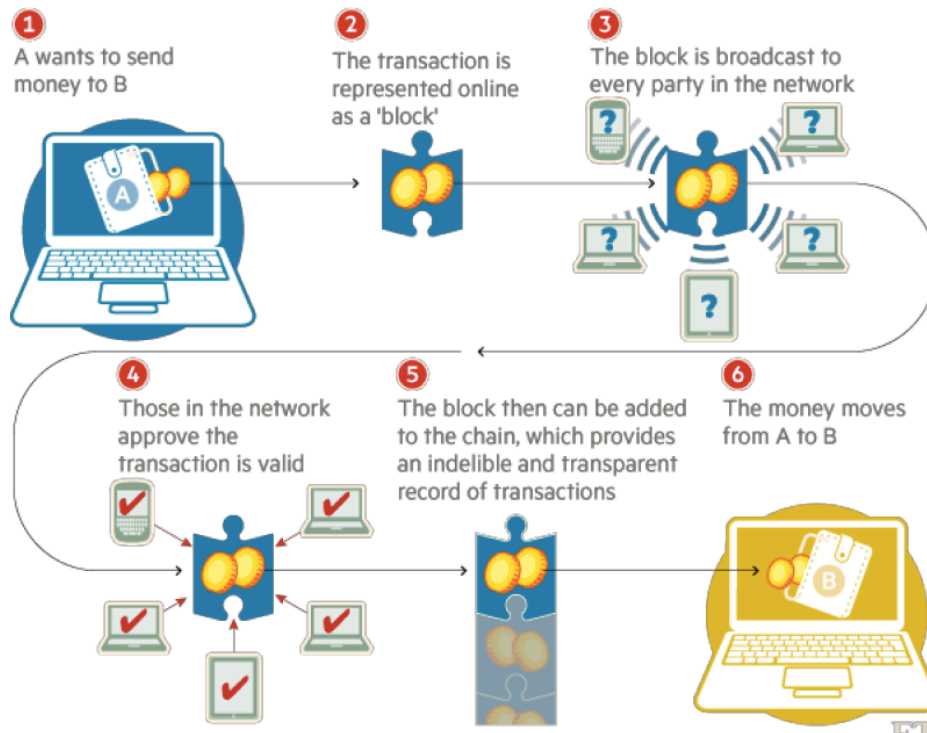 1
A wants to send
money to B
2
The transaction is
represented online
as a 'block'
3
The block is broadcast to
every party in the network
A
?
?
?
?
?
4
Those in the network
approve the
transaction is valid
5
The block then can be added
to the chain, which provides
an indelible and transparent
record of transactions
6
The money moves
from A to B
B